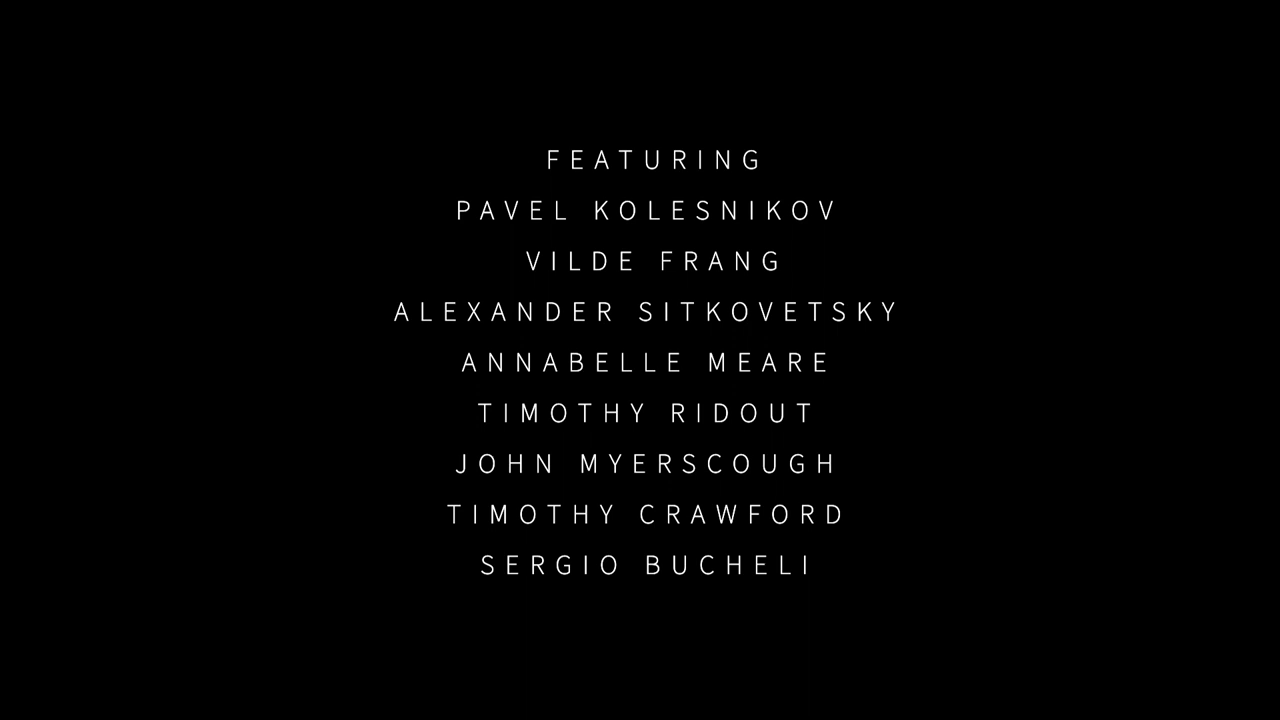 FEATURING
PAVEL KOLESNIKOV
VILDE FRANG
ALEXANDER SITKOVETSKY
ANNABELLE MEARE
TIMOTHY RIDOUT
JOHN MYERSCOUGH
TIMOTHY CRAWFORD
SERGIO BUCHELI